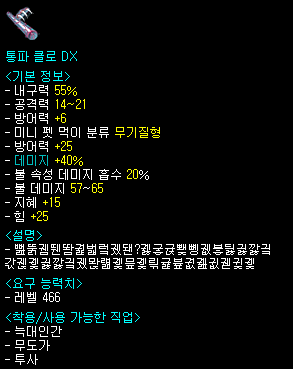 통파 클로 DX
<기본 정보>
- 내구력 55%
- 공격력 14~21
- 방어력 +6
- 미니 펫 먹이 분류 무기질형
- 방어력 +25
- 데미지 +40%
- 불 속성 데미지 흡수 20%
- 불 데미지 57~65
- 지혜 +15
- 힘 +25
<설명>
<요구 능력치>
- 레벨 466
<착용/사용 가능한 직업>
- 늑대인간
- 무도가
- 투사